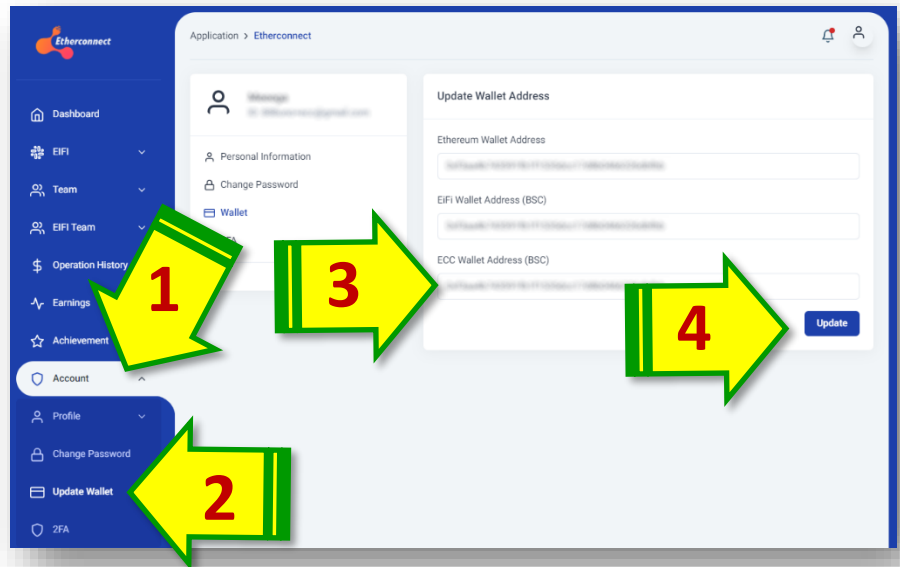 Etherconnect
Application > Etherconnect
Dashboard
EIFI
Team
EIFI Team
Operation History
Earnings
Achievement
Account
Profile
Change Password
Update Wallet
2FA
Personal Information
Change Password
Wallet
Update Wallet Address
Ethereum Wallet Address
EiFi Wallet Address (BSC)
ECC Wallet Address (BSC)
Update
1
2
3
4